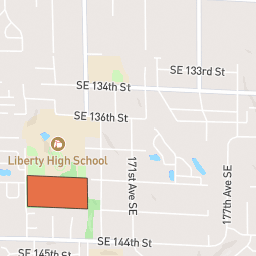 SE 133rd St
SE 134th St
SE 136th St
Liberty High School
171st Ave SE
177th Ave SE
SE 144th St
SE 145th St